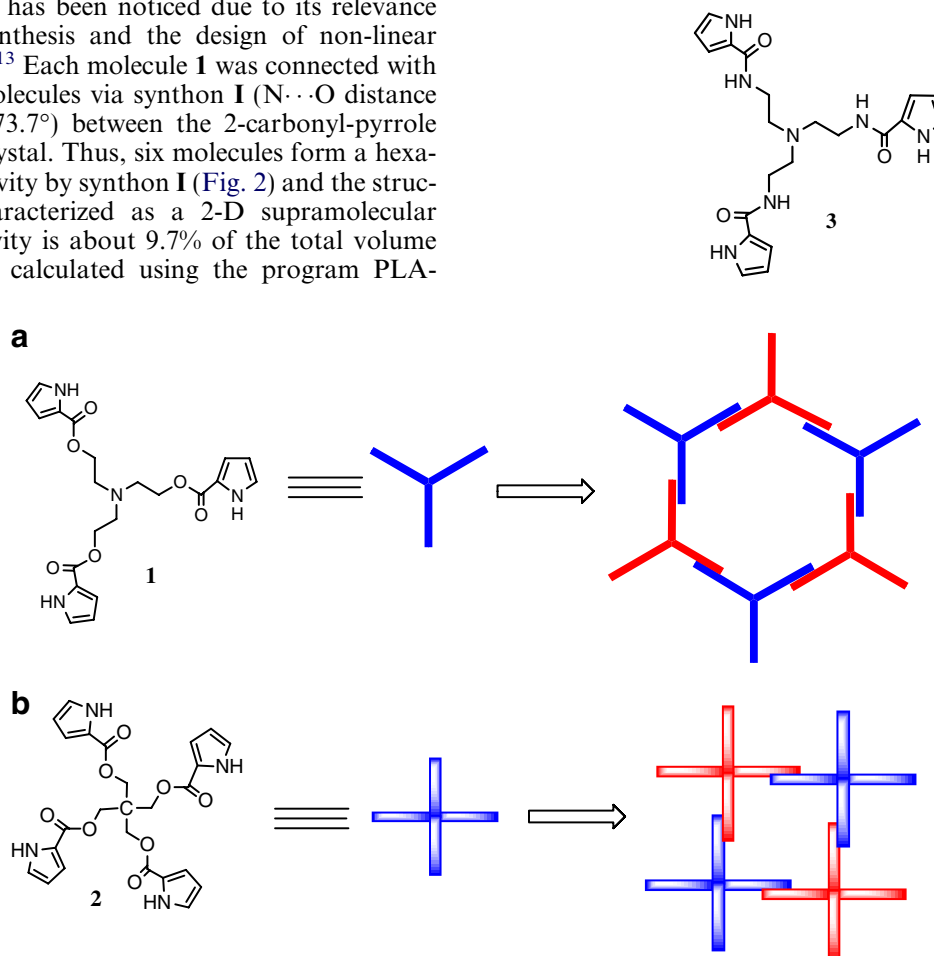 has been noticed due to its relevance
nthesis and the design of non-linear
13 Each molecule 1 was connected with
olecules via synthon I (N···O distance
73.7°) between the 2-carbonyl-pyrrole
ystal. Thus, six molecules form a hexa-
vity by synthon I (Fig. 2) and the struc-
aracterized as a 2-D supramolecular
vity is about 9.7% of the total volume
calculated using the program PLA-
NH
O
HN
H
N
N
O
N
H
NH
O
HN
3
a
NH
O
O
N
O
O
N
H
O
O
HN
1
b
NH
O
O
O
NH
O
C
O
O
HN
O
O
HN
2